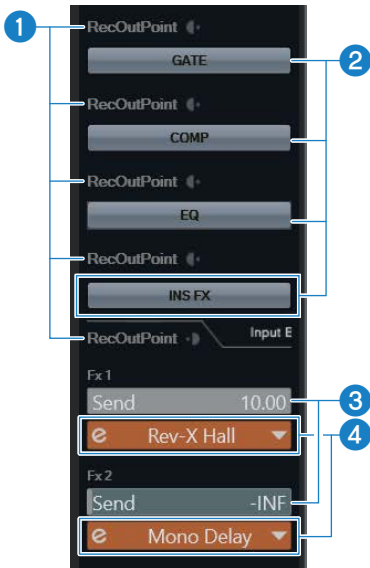 1
RecOutPoint
GATE
2
RecOutPoint
COMP
RecOutPoint
EQ
RecOutPoint
INS FX
RecOutPoint
Input E
Fx 1
Send 10.00
3
e Rev-X Hall
4
Fx 2
Send -INF
e Mono Delay